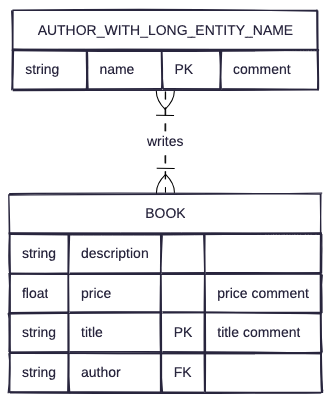 AUTHOR_WITH_LONG_ENTITY_NAME
string name PK comment
writes
BOOK
string description
float price price comment
string title PK title comment
string author FK